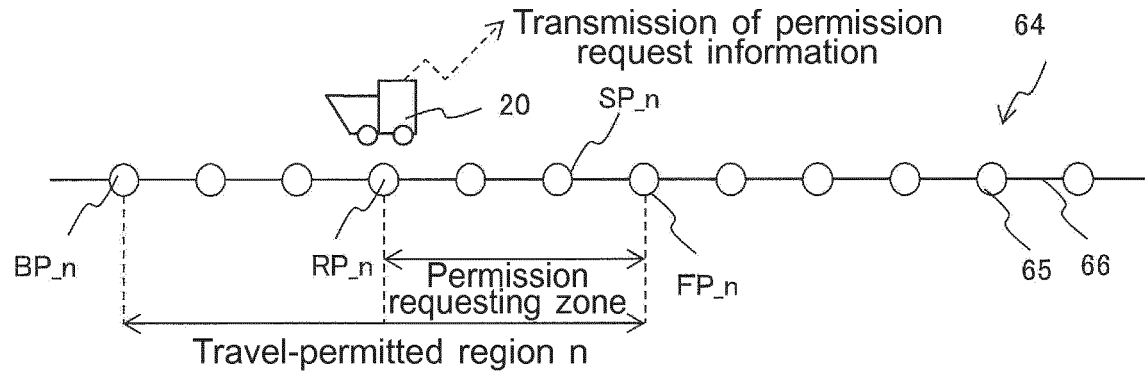 Transmission of permission
request information
64
20
SP_n
BP_n
RP_n
Permission
requesting zone
FP_n
65
66
Travel-permitted region n